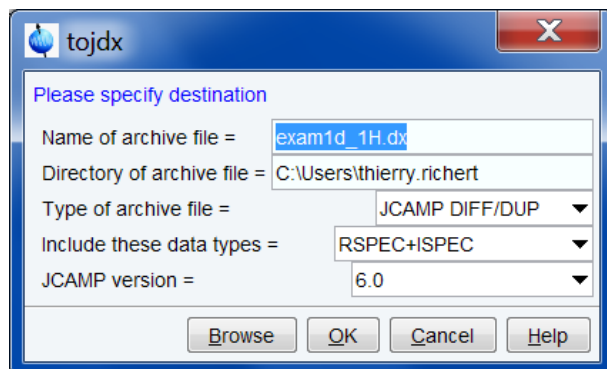 tojdx
Please specify destination
Name of archive file = exam1d_1H.dx
Directory of archive file = C:\Users\thierry.richert
Type of archive file = JCAMP DIFF/DUP
Include these data types = RSPEC+ISPEC
JCAMP version = 6.0
Browse OK Cancel Help